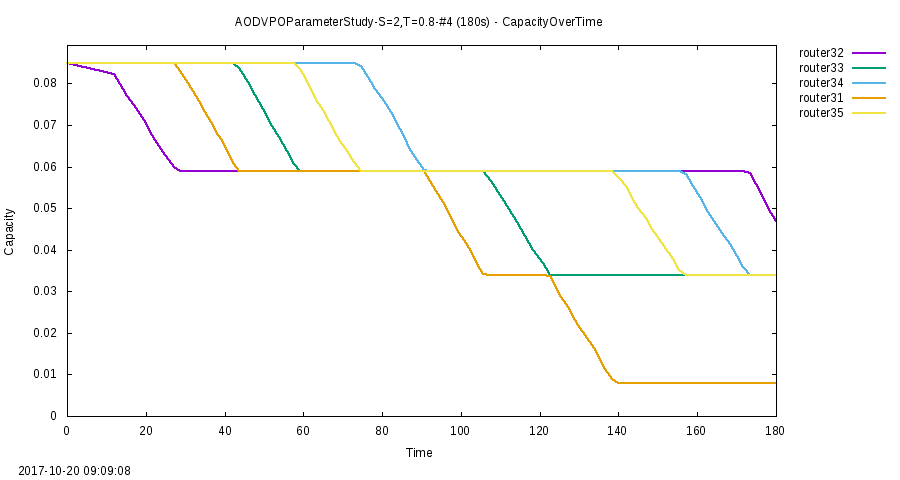 AODVPOParameterStudy-S=2,T=0.8-#4 (180s) - CapacityOverTime
router32
router33
router34
router31
router35
0.08
0.07
0.06
0.05
0.04
0.03
0.02
0.01
0
Capacity
0 20 40 60 80 100 120 140 160 180
Time
2017-10-20 09:09:08